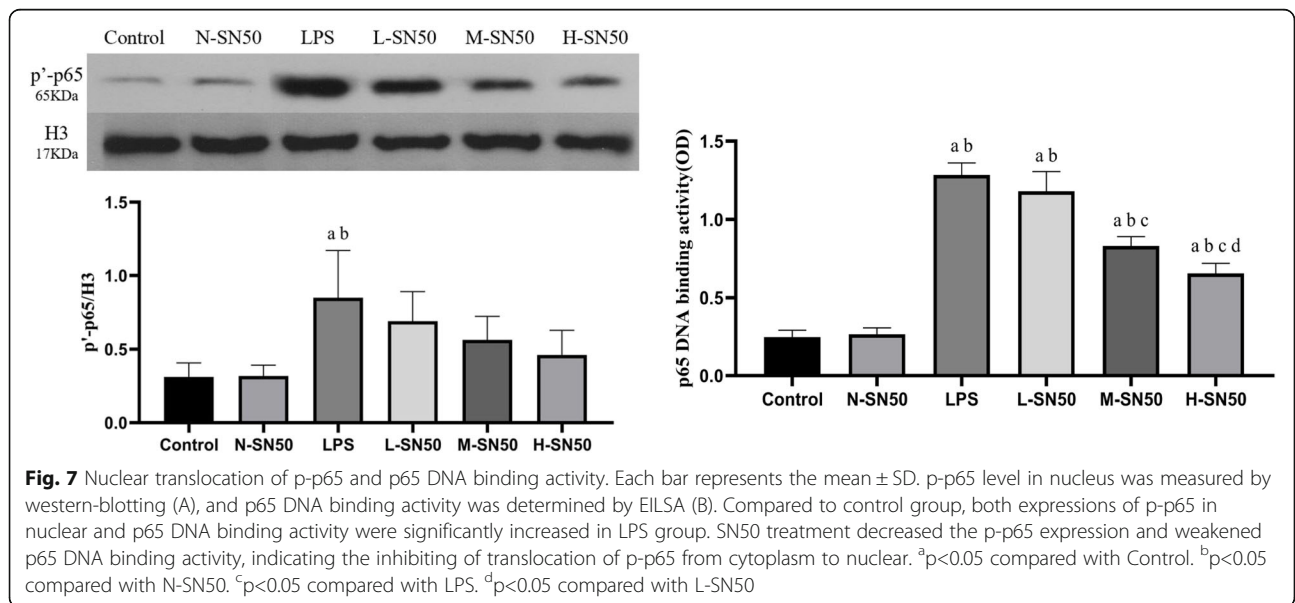 Control N-SN50 LPS L-SN50 M-SN50 H-SN50
p'-p65
65KDa
H3
17KDa
p'-p65/H3
1.5
1.0
0.5
0.0
a b
Control N-SN50 LPS L-SN50 M-SN50 H-SN50
p65 DNA binding activity(OD)
1.5
1.0
0.5
0.0
a b
a b
a b c
a b c d
Control N-SN50 LPS L-SN50 M-SN50 H-SN50
Fig. 7 Nuclear translocation of p-p65 and p65 DNA binding activity. Each bar represents the mean ± SD. p-p65 level in nucleus was measured by
western-blotting (A), and p65 DNA binding activity was determined by EILSA (B). Compared to control group, both expressions of p-p65 in
nuclear and p65 DNA binding activity were significantly increased in LPS group. SN50 treatment decreased the p-p65 expression and weakened
p65 DNA binding activity, indicating the inhibiting of translocation of p-p65 from cytoplasm to nuclear. ᵃp<0.05 compared with Control. ᵇp<0.05
compared with N-SN50. ᶜp<0.05 compared with LPS. ᵈp<0.05 compared with L-SN50